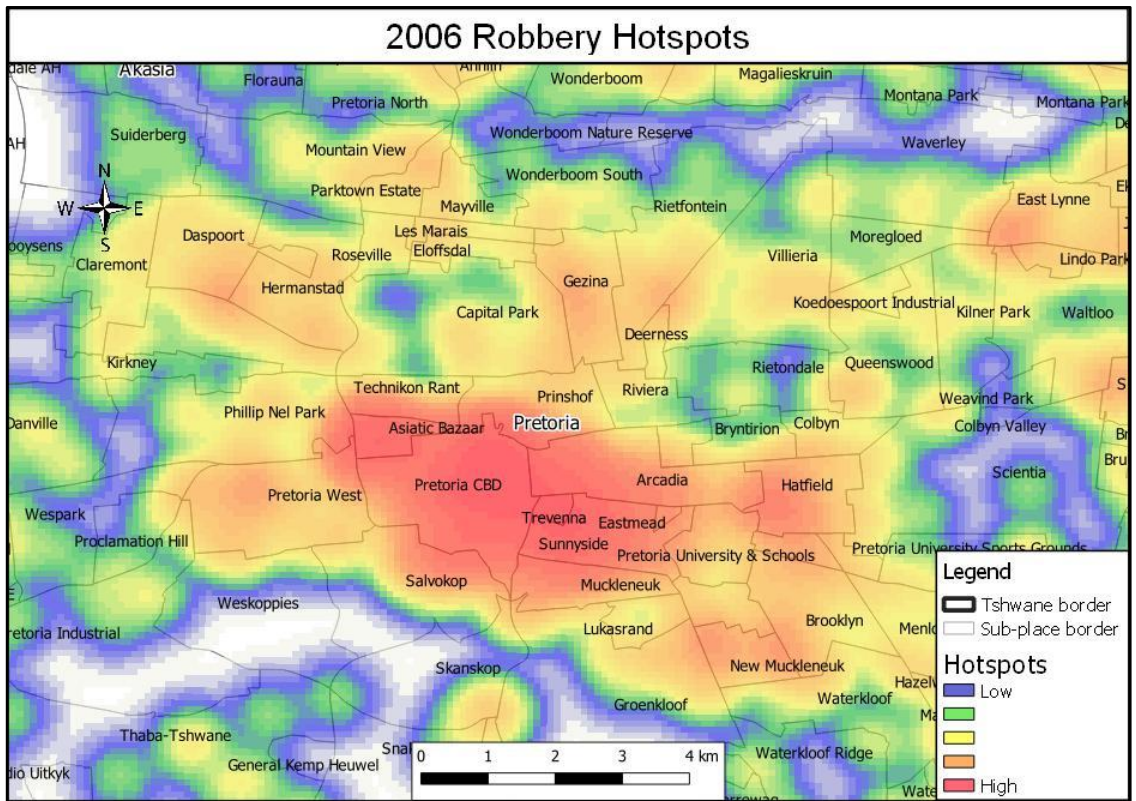 2006 Robbery Hotspots
Akasia
Florauna
Wonderboom
Magalieskruin
Pretoria North
Montana Park
Montana Park
Suiderberg
Wonderboom Nature Reserve
Waverley
AH
Mountain View
N
Wonderboom South
Parktown Estate
W
E
Mayville
Rietfontein
East Lynne
S
Daspoort
Les Marais
Moregloed
Eloffsdal
Roseville
Villieria
Claremont
Lindo Park
Hermanstad
Gezina
Koedoespoort Industrial
Capital Park
Kilner Park
Waltloo
Deerness
Kirkney
Rietondale
Queenswood
Technikon Rant
Prinshof
Riviera
Weavind Park
Phillip Nel Park
Danville
Asiatic Bazaar
Pretoria
Bryntirion
Colbyn
Colbyn Valley
Scientia
Pretoria CBD
Arcadia
Hatfield
Pretoria West
Wespark
Trevenna
Eastmead
Proclamation Hill
Sunnyside
Pretoria University & Schools
Pretoria University Sports Grounds
Salvokop
Muckleneuk
Weskoppies
Brooklyn
Lukasrand
Skanskop
New Muckleneuk
Groenkloof
Waterkloof
Thaba-Tshwane
General Kemp Heuwel
Waterkloof Ridge
0 1 2 3 4 km
Legend
Tshwane border
Sub-place border
Hotspots
Low
High